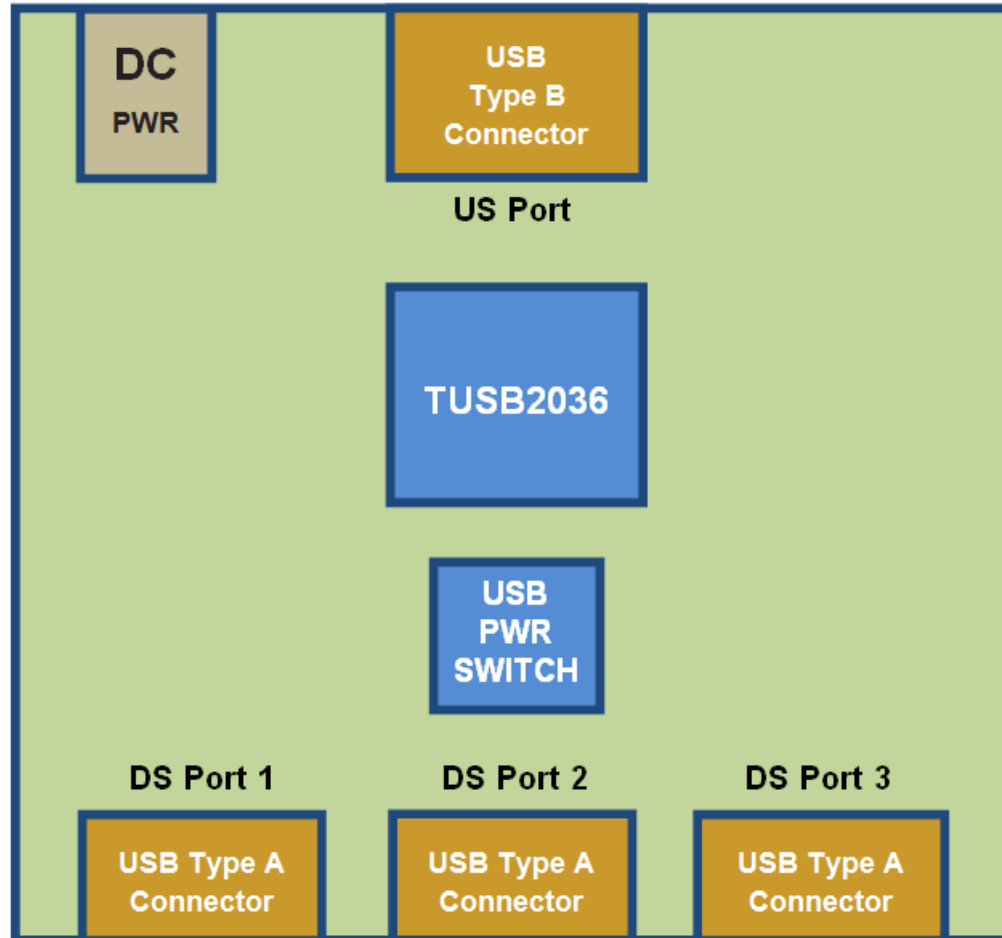 DC
PWR
USB
Type B
Connector
US Port
TUSB2036
USB
PWR
SWITCH
DS Port 1
DS Port 2
DS Port 3
USB Type A
Connector
USB Type A
Connector
USB Type A
Connector